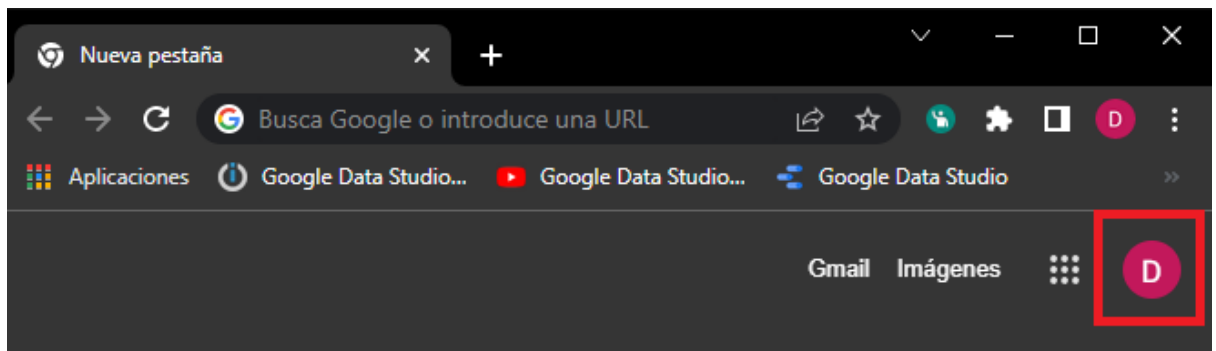 Nueva pestaña
Busca Google o introduce una URL D
Aplicaciones Google Data Studio... Google Data Studio... Google Data Studio
Gmail Imágenes D